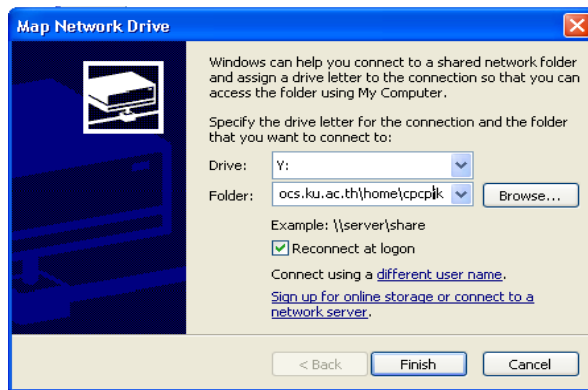 Map Network Drive
Windows can help you connect to a shared network folder
and assign a drive letter to the connection so that you can
access the folder using My Computer.
Specify the drive letter for the connection and the folder
that you want to connect to:
Drive: Y:
Folder: ocs.ku.ac.th\home\cpcpik Browse...
Example: \\server\share
Reconnect at logon
Connect using a different user name.
Sign up for online storage or connect to a
network server.
< Back Finish Cancel